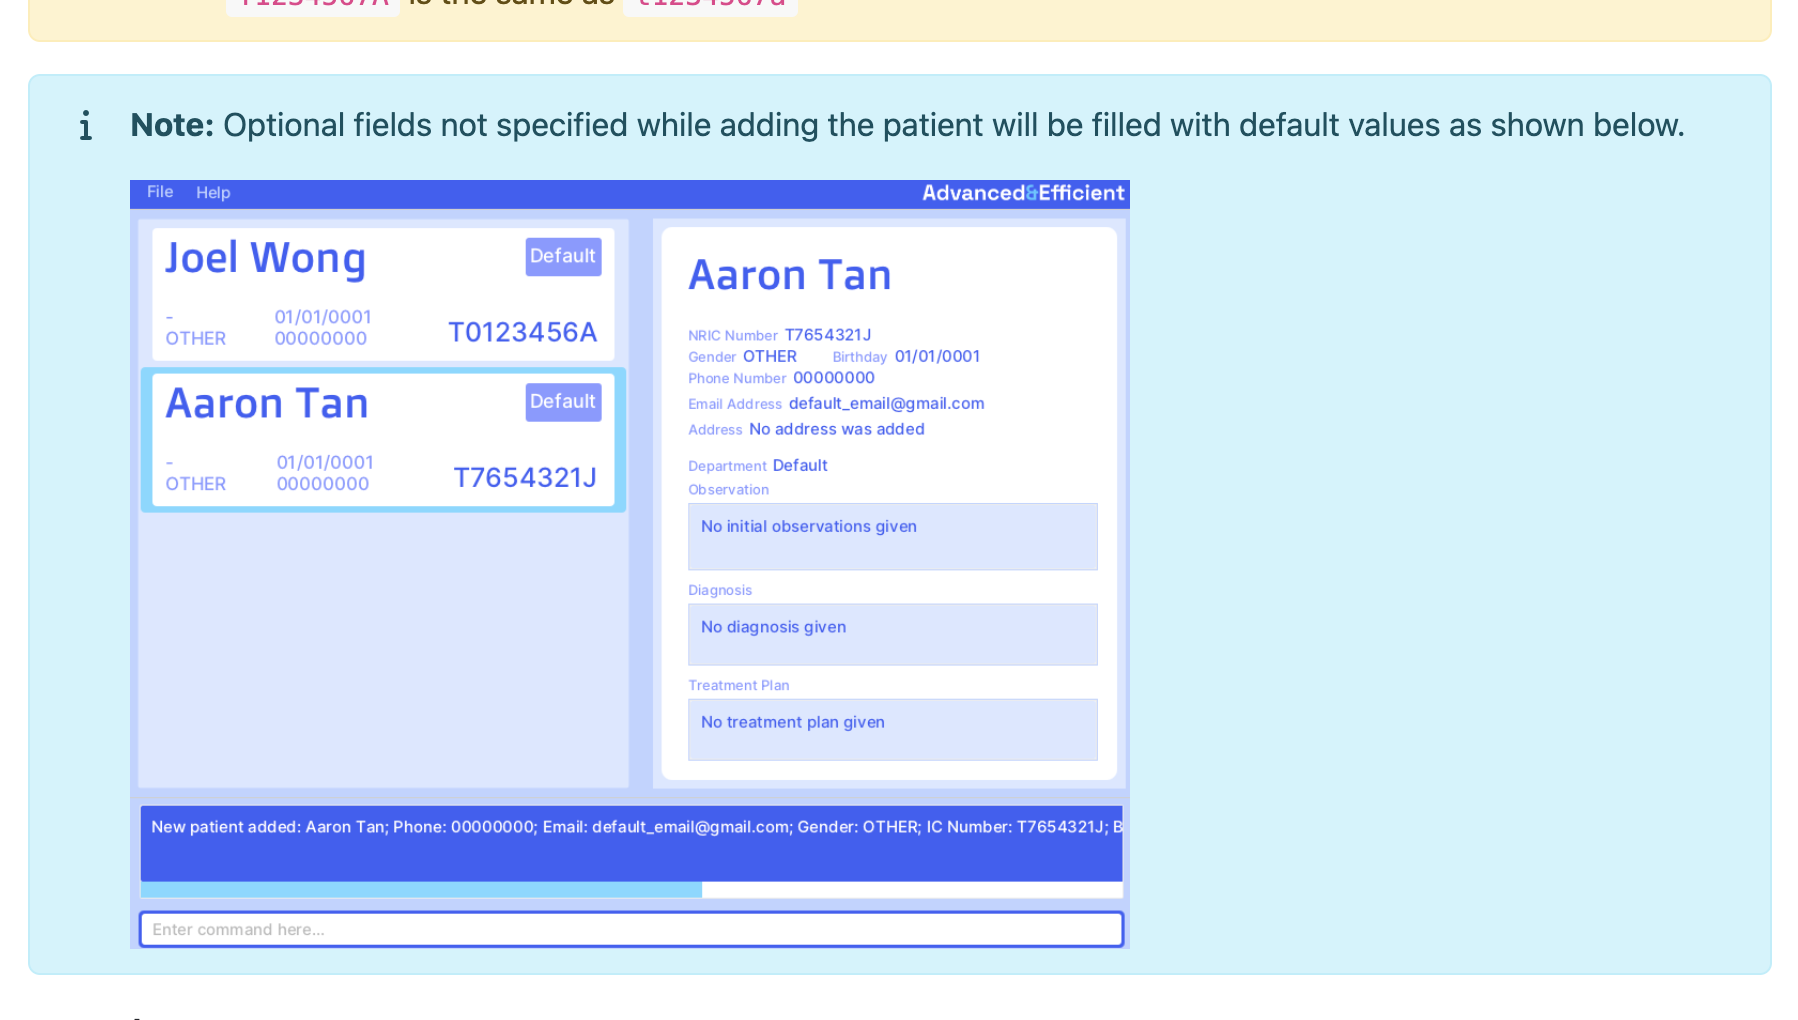 is the same as
Note: Optional fields not specified while adding the patient will be filled with default values as shown below.
File Help Advanced&Efficient
Joel Wong
Default
- 01/01/0001
OTHER 00000000 T0123456A
Aaron Tan
Default
- 01/01/0001
OTHER 00000000 T7654321J
Aaron Tan
NRIC Number T7654321J
Gender OTHER Birthday 01/01/0001
Phone Number 00000000
Email Address default_email@gmail.com
Address No address was added
Department Default
Observation
No initial observations given
Diagnosis
No diagnosis given
Treatment Plan
No treatment plan given
New patient added: Aaron Tan; Phone: 00000000; Email: default_email@gmail.com; Gender: OTHER; IC Number: T7654321J; B
Enter command here...